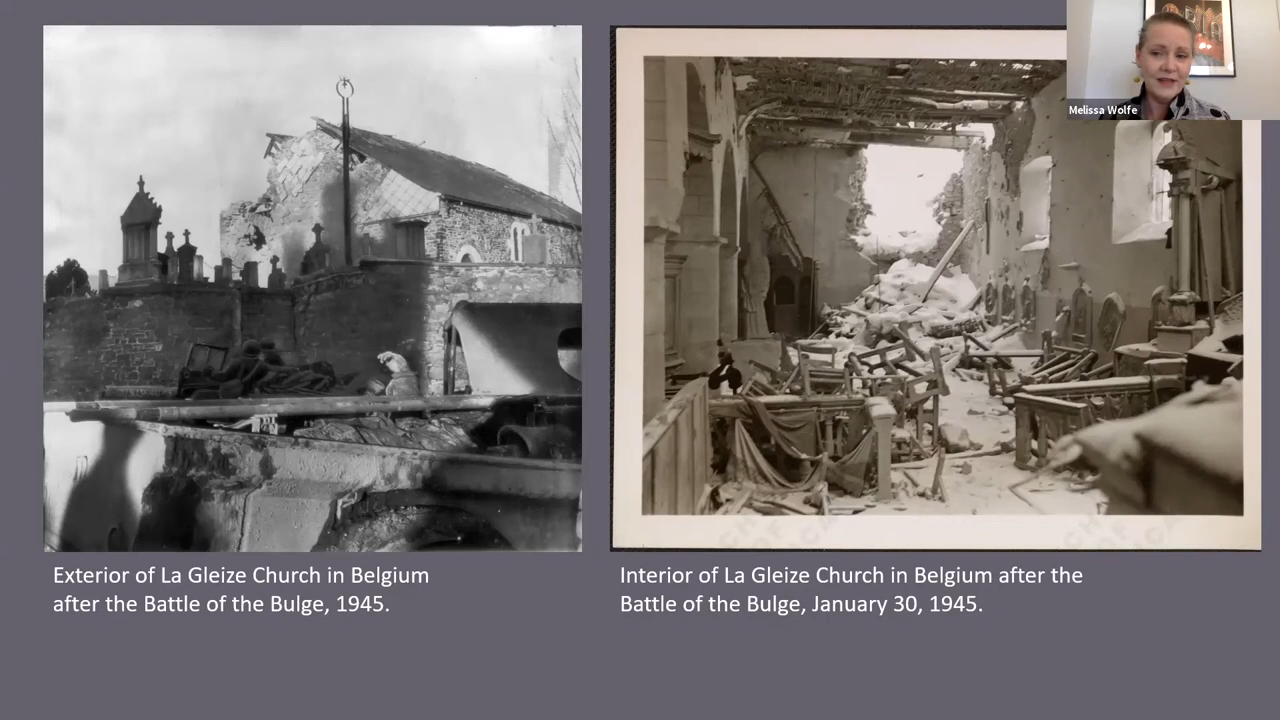 Melissa Wolfe
Exterior of La Gleize Church in Belgium
after the Battle of the Bulge, 1945.
Interior of La Gleize Church in Belgium after the
Battle of the Bulge, January 30, 1945.